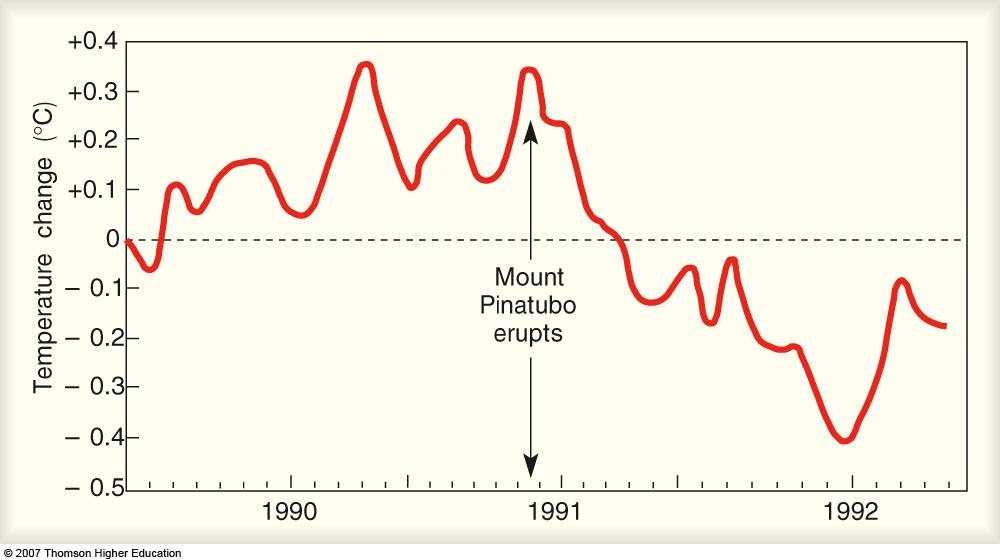 +0.4
+0.3
+0.2
+0.1
0
– 0.1
– 0.2
– 0.3
– 0.4
– 0.5
Temperature change (°C)
Mount
Pinatubo
erupts
1990
1991
1992
© 2007 Thomson Higher Education